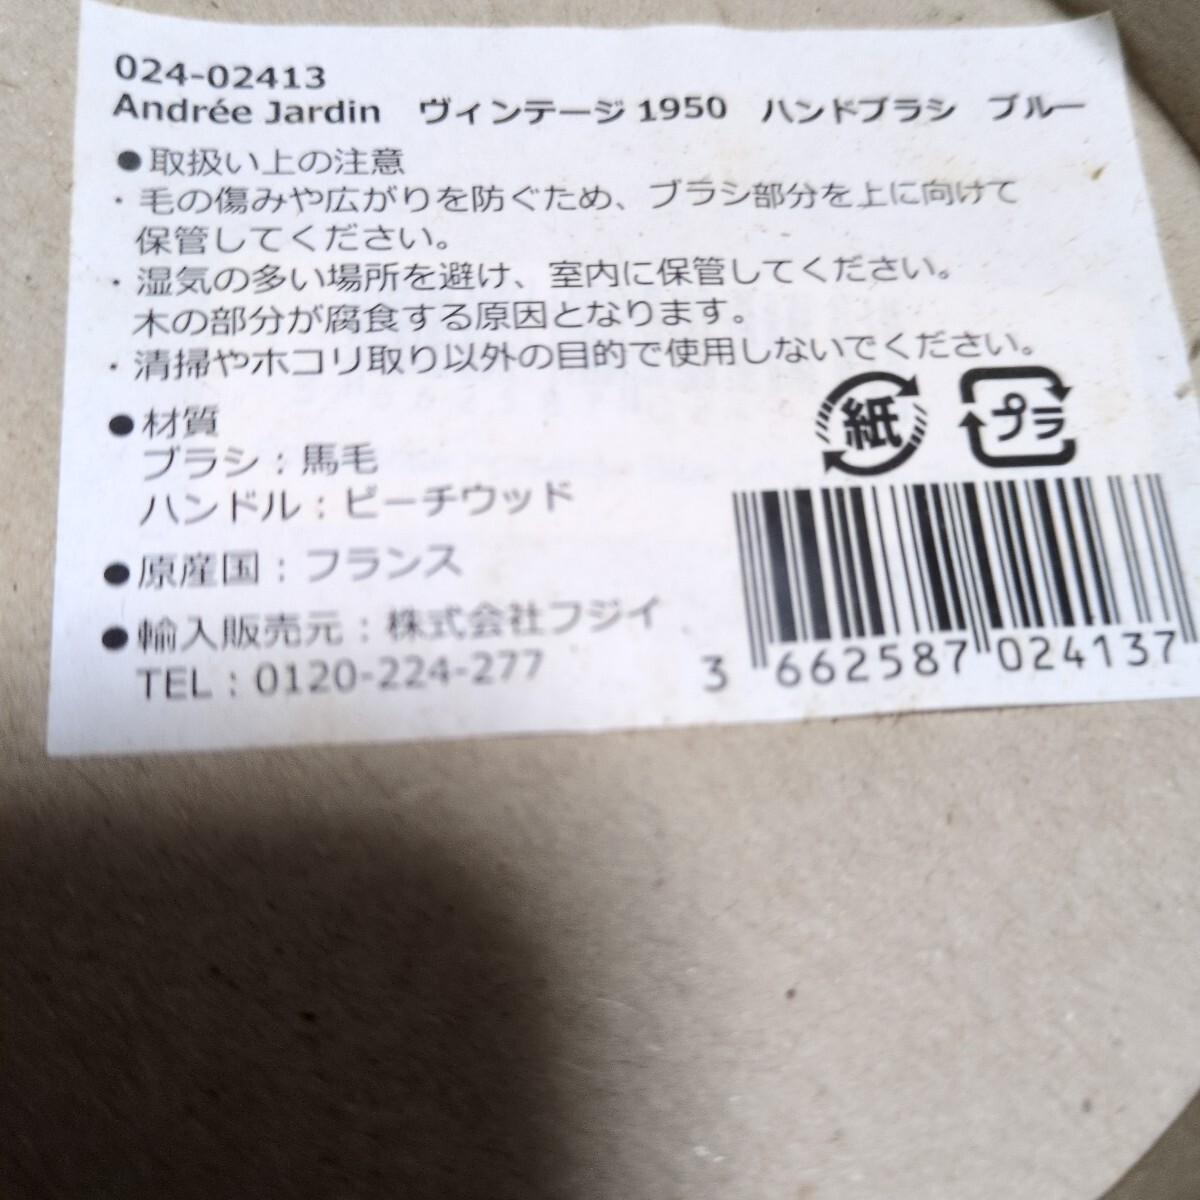 024-02413
Andrée Jardin　ヴィンテージ 1950　ハンドブラシ　ブルー
●取扱い上の注意
・毛の傷みや広がりを防ぐため、ブラシ部分を上に向けて
保管してください。
・湿気の多い場所を避け、室内に保管してください。
木の部分が腐食する原因となります。
・清掃やホコリ取り以外の目的で使用しないでください。
紙 プラ
●材質
ブラシ：馬毛
ハンドル：ビーチウッド
●原産国：フランス
●輸入販売元：株式会社フジイ
TEL：0120-224-277
3 662587 024137